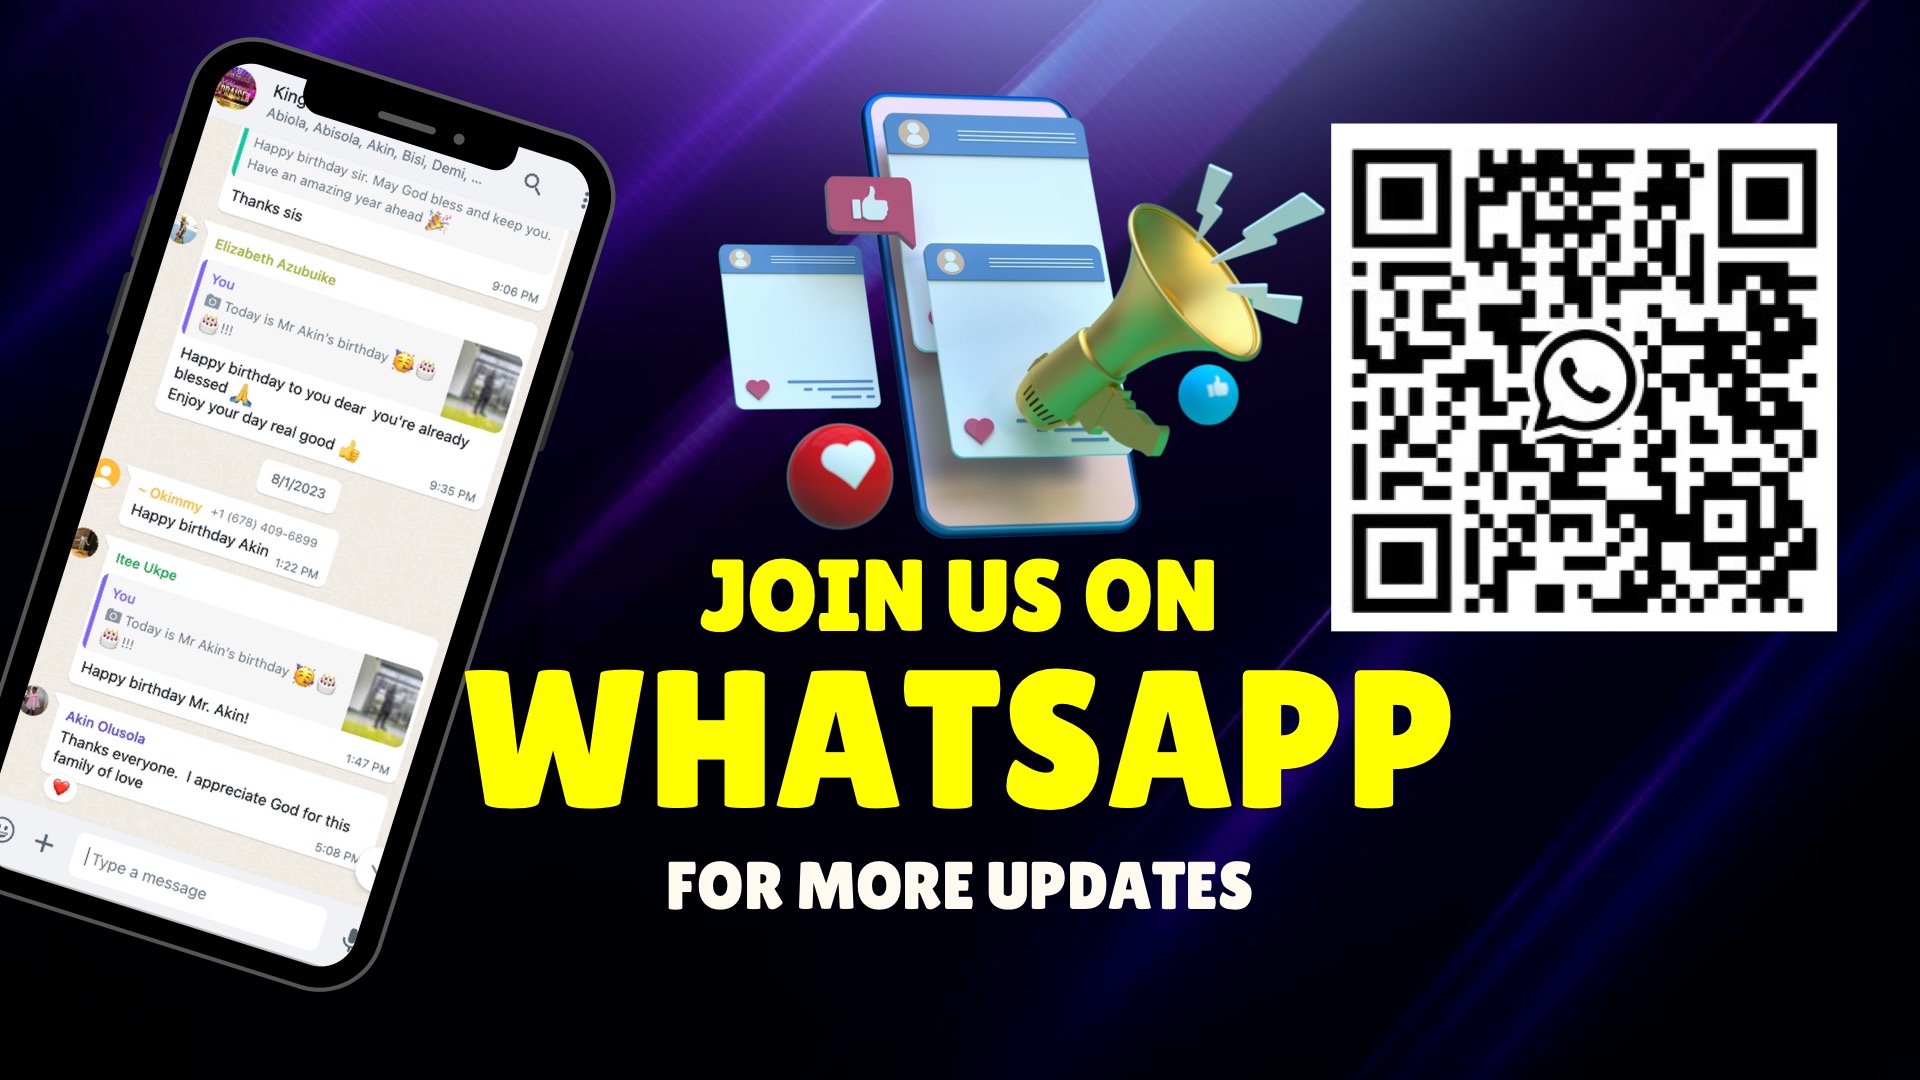 King
Abiola, Abisola, Akin, Bisi, Demi, ...
Happy birthday sir. May God bless and keep you.
Have an amazing year ahead 🎉
Thanks sis
9:06 PM
Elizabeth Azubuike
You
📷 Today is Mr Akin's birthday 🥳🎂
🎂!!!
Happy birthday to you dear you're already
blessed 🙏
Enjoy your day real good 👍
9:35 PM
8/1/2023
~ Okimmy +1 (678) 409-6899
Happy birthday Akin
1:22 PM
Itee Ukpe
You
📷 Today is Mr Akin's birthday 🥳🎂
🎂!!!
Happy birthday Mr. Akin!
1:47 PM
Akin Olusola
Thanks everyone. I appreciate God for this
family of love
5:08 PM
❤️
Type a message
JOIN US ON
WHATSAPP
FOR MORE UPDATES